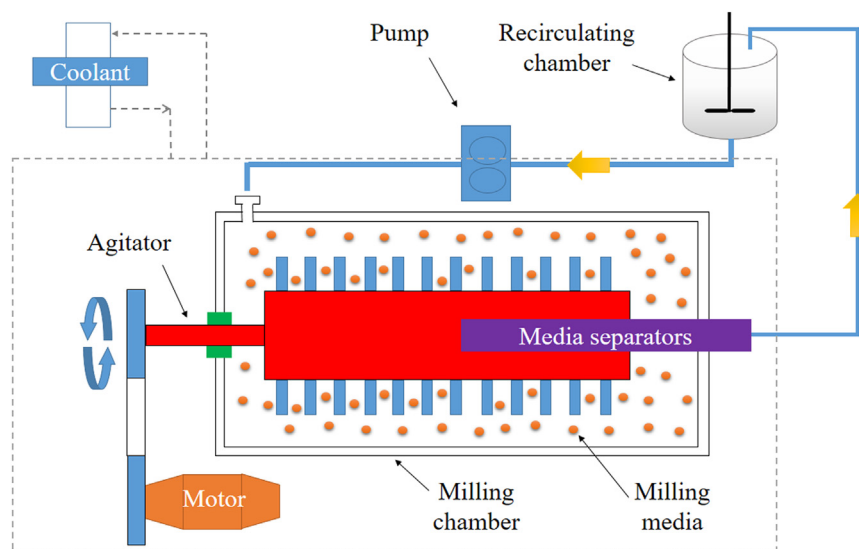 Pump
Recirculating
chamber
Coolant
Agitator
Media separators
Motor
Milling
chamber
Milling
media